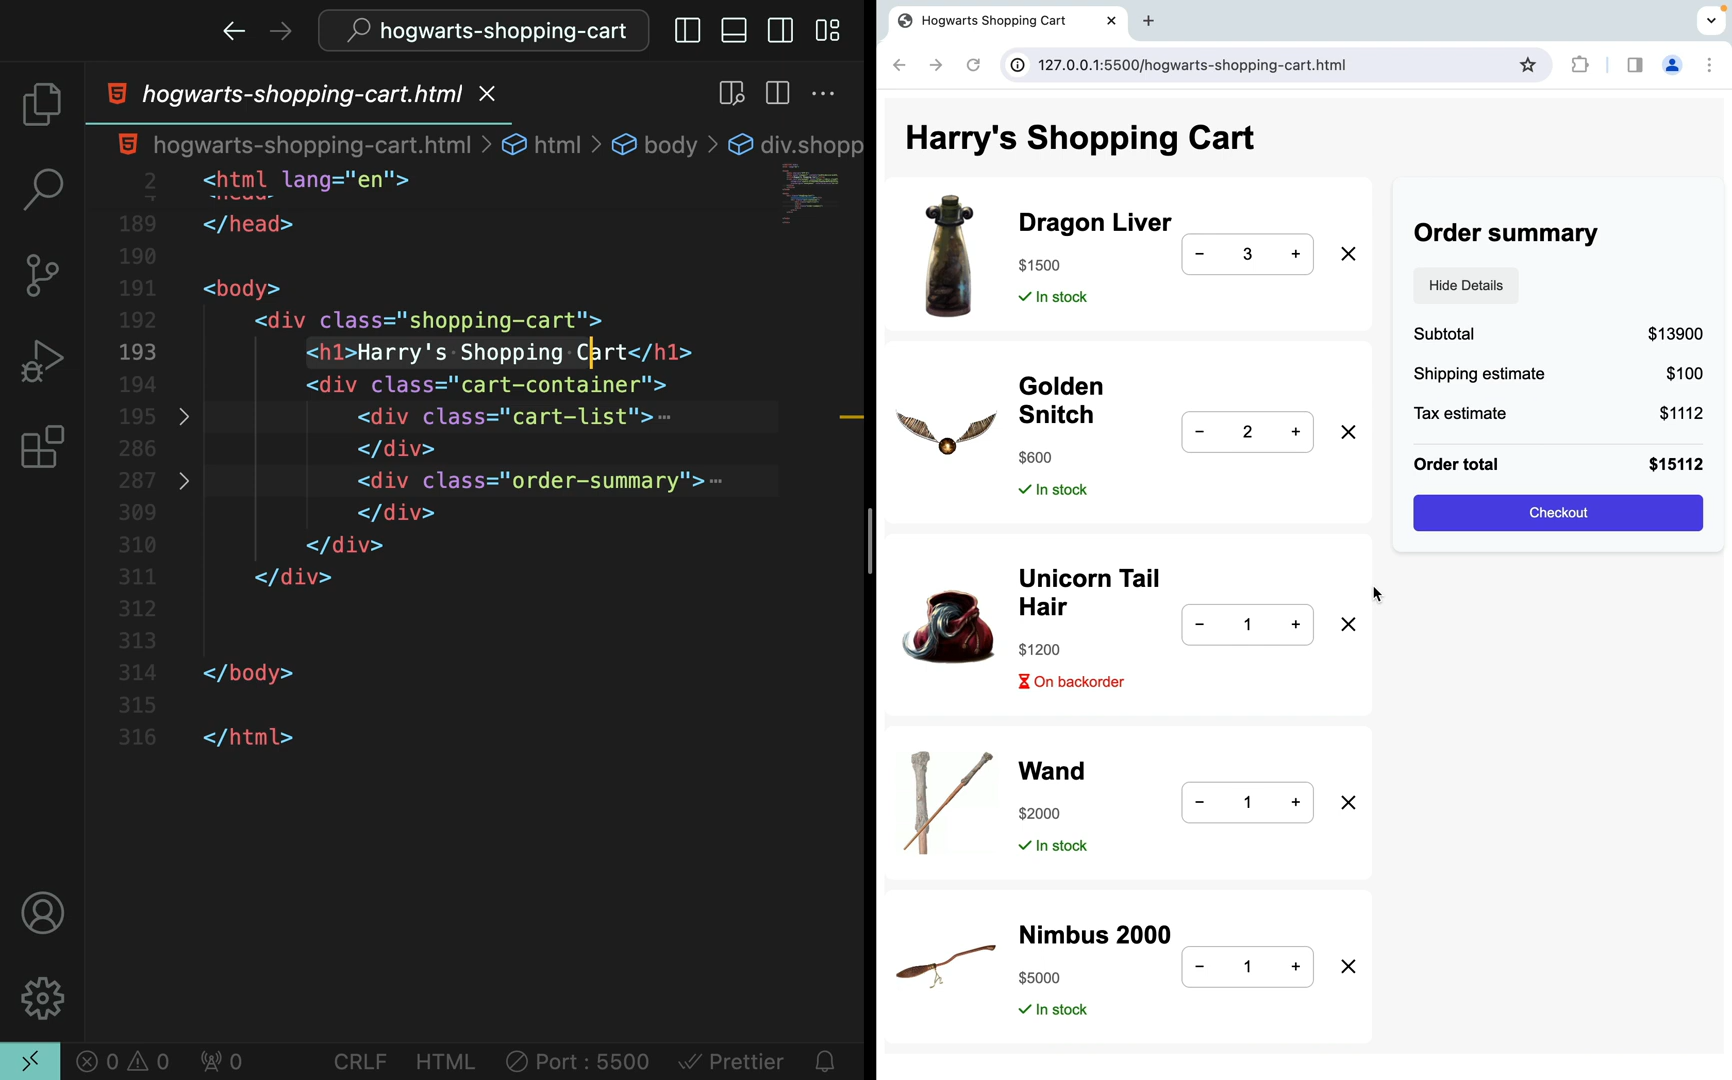 hogwarts-shopping-cart
hogwarts-shopping-cart.html
hogwarts-shopping-cart.html > html > body > div.shopp
2 <html lang="en">
189 </head>
190
191 <body>
192 <div class="shopping-cart">
193 <h1>Harry's Shopping Cart</h1>
194 <div class="cart-container">
195 <div class="cart-list">
286 </div>
287 <div class="order-summary">
309 </div>
310 </div>
311 </div>
312
313
314 </body>
315
316 </html>
0 0 0 CRLF HTML Port : 5500 Prettier
Hogwarts Shopping Cart
127.0.0.1:5500/hogwarts-shopping-cart.html
Harry's Shopping Cart
Dragon Liver
$1500
In stock
− 3 +
Golden
Snitch
$600
In stock
− 2 +
Unicorn Tail
Hair
$1200
On backorder
− 1 +
Wand
$2000
In stock
− 1 +
Nimbus 2000
$5000
In stock
− 1 +
Order summary
Hide Details
Subtotal $13900
Shipping estimate $100
Tax estimate $1112
Order total $15112
Checkout